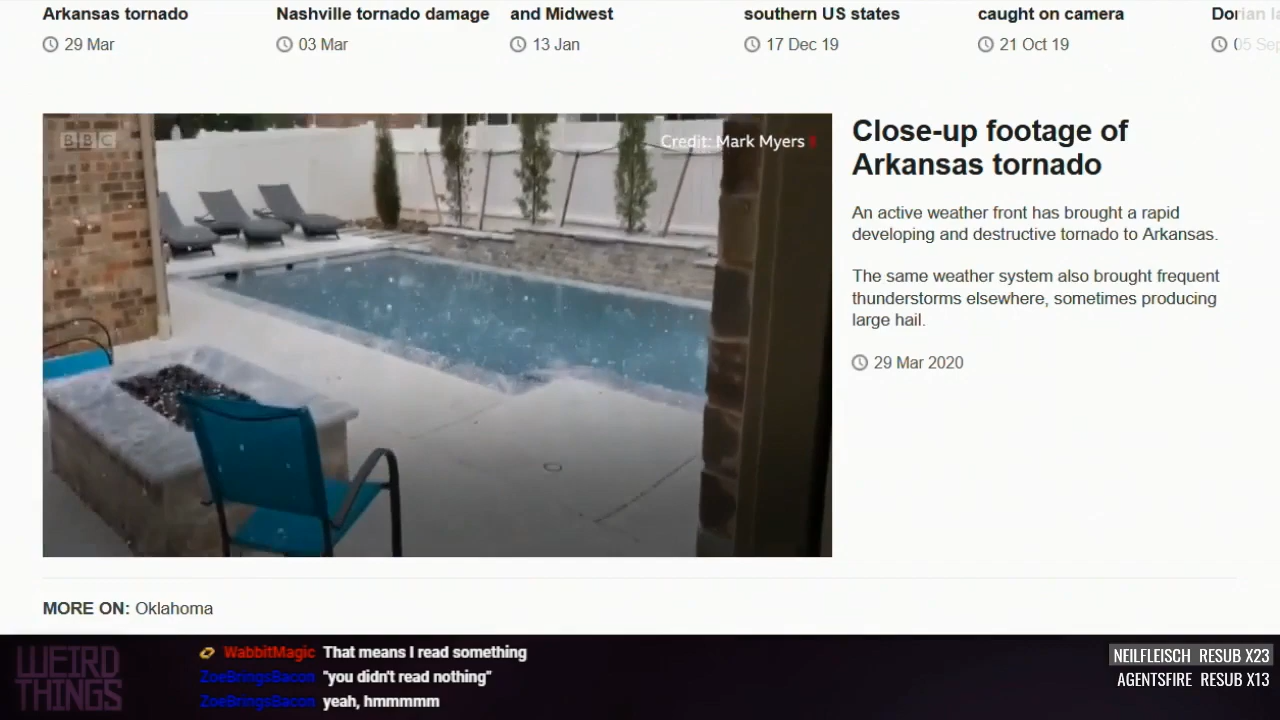 Arkansas tornado
29 Mar
Nashville tornado damage
03 Mar
and Midwest
13 Jan
southern US states
17 Dec 19
caught on camera
21 Oct 19
Dorian la
05 Sep
BBC
Credit: Mark Myers
Close-up footage of
Arkansas tornado
An active weather front has brought a rapid
developing and destructive tornado to Arkansas.
The same weather system also brought frequent
thunderstorms elsewhere, sometimes producing
large hail.
29 Mar 2020
MORE ON: Oklahoma
WEIRD
THINGS
WabbitMagic That means I read something
ZoeBringsBacon "you didn't read nothing"
ZoeBringsBacon yeah, hmmmmm
NEILFLEISCH RESUB X23
AGENTSFIRE RESUB X13